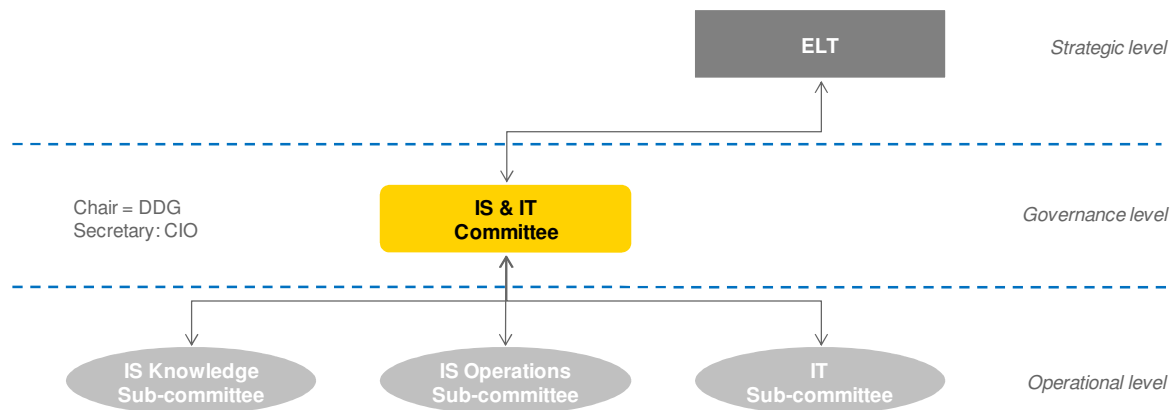 ELT
Strategic level
Chair = DDG
Secretary: CIO
IS & IT
Committee
Governance level
IS Knowledge
Sub-committee
IS Operations
Sub-committee
IT
Sub-committee
Operational level